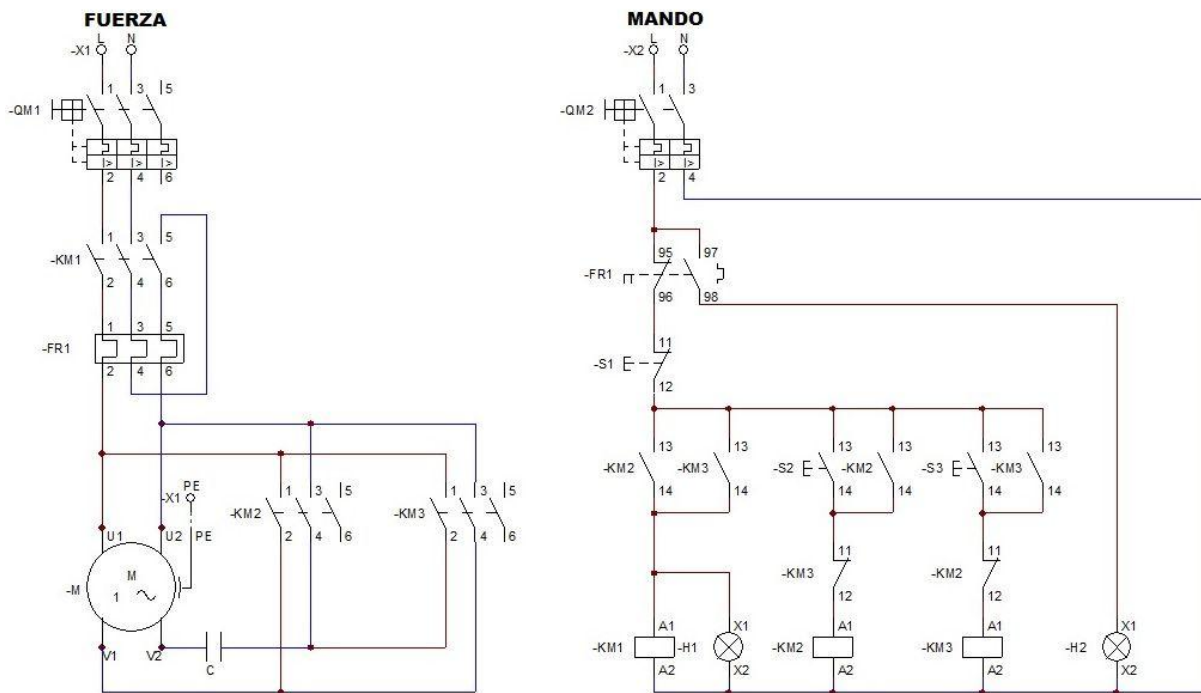 FUERZA
L N
-X1
1 3 5
-QM1
I> I> I>
2 4 6
1 3 5
-KM1
2 4 6
1 3 5
-FR1
2 4 6
PE
-X1
1 3 5
-KM2
2 4 6
1 3 5
-KM3
2 4 6
U1 U2 PE
M
-M
1
V1 V2
C
MANDO
L N
-X2
1 3
-QM2
I> I>
2 4
95 97
-FR1
96 98
11
-S1
12
13 13 13 13 13 13
-KM2 -KM3 -S2 -KM2 -S3 -KM3
14 14 14 14 14 14
11 11
-KM3 -KM2
12 12
A1 X1 A1 A1 X1
-KM1 -H1 -KM2 -KM3 -H2
A2 X2 A2 A2 X2